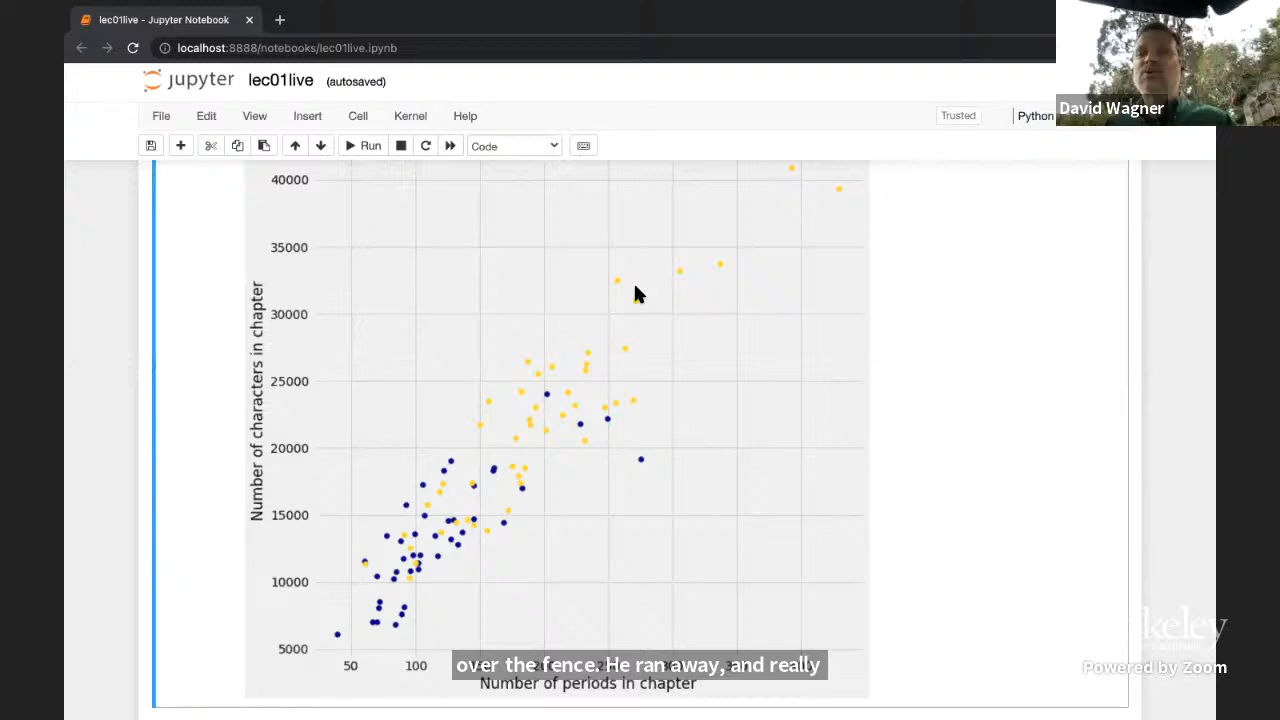 lec01live - Jupyter Notebook
localhost:8888/notebooks/lec01live.ipynb
David Wagner
jupyter lec01live (autosaved)
File Edit View Insert Cell Kernel Help
Trusted Python
Run Code
40000
35000
30000
25000
20000
15000
10000
5000
Number of characters in chapter
50 100
over the fence. He ran away, and really
Number of periods in chapter
Powered by Zoom